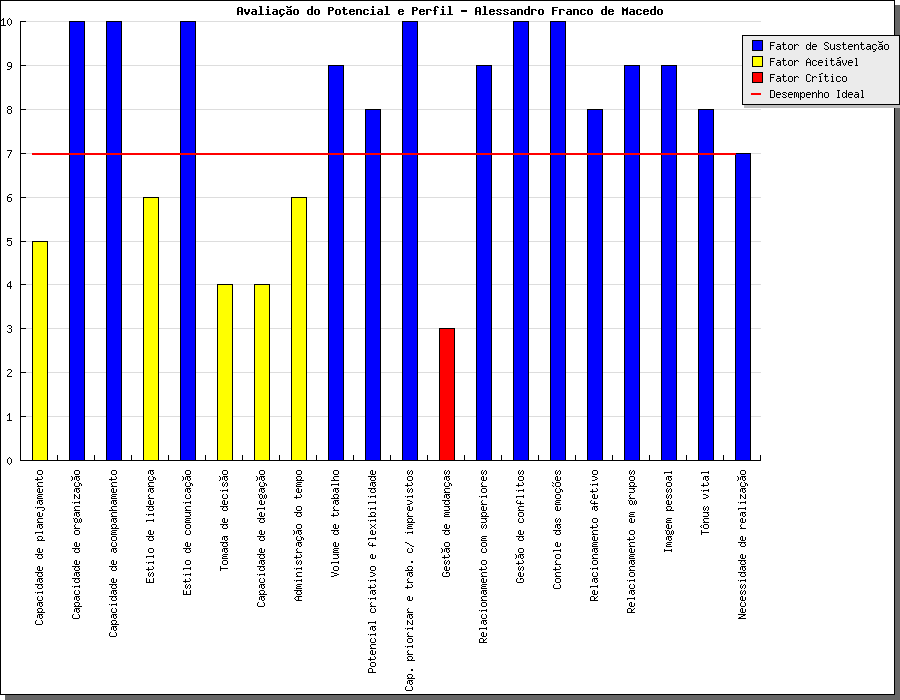 Avaliação do Potencial e Perfil - Alessandro Franco de Macedo
Fator de Sustentação
Fator Aceitável
Fator Crítico
Desempenho Ideal
10
9
8
7
6
5
4
3
2
1
0
Capacidade de planejamento
Capacidade de organização
Capacidade de acompanhamento
Estilo de liderança
Estilo de comunicação
Tomada de decisão
Capacidade de delegação
Administração do tempo
Volume de trabalho
Potencial criativo e flexibilidade
Cap. priorizar e trab. c/ imprevistos
Gestão de mudanças
Relacionamento com superiores
Gestão de conflitos
Controle das emoções
Relacionamento afetivo
Relacionamento em grupos
Imagem pessoal
Tônus vital
Necessidade de realização